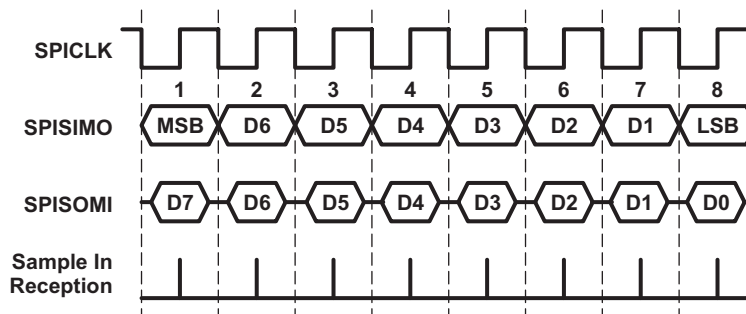 SPICLK
1 2 3 4 5 6 7 8
SPISIMO MSB D6 D5 D4 D3 D2 D1 LSB
SPISOMI D7 D6 D5 D4 D3 D2 D1 D0
Sample In
Reception